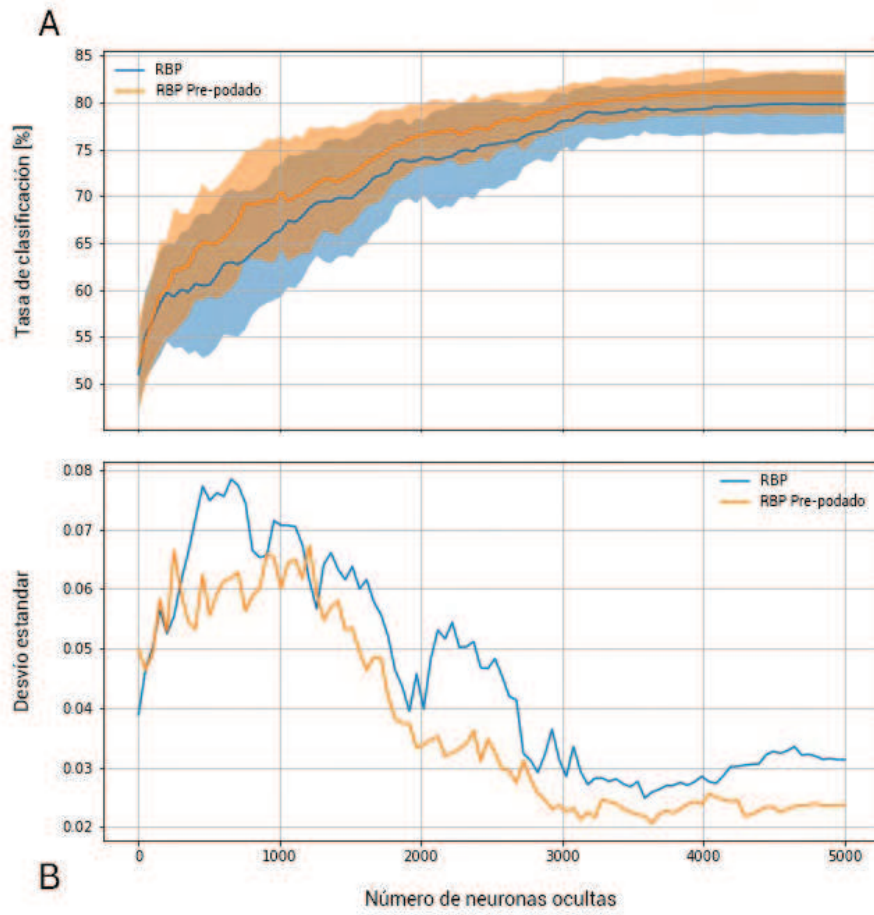 A
85
80
75
70
65
60
55
50
Tasa de clasificación [%]
RBP
RBP Pre-podado
0.08
0.07
0.06
0.05
0.04
0.03
0.02
Desvío estandar
RBP
RBP Pre-podado
0 1000 2000 3000 4000 5000
B
Número de neuronas ocultas